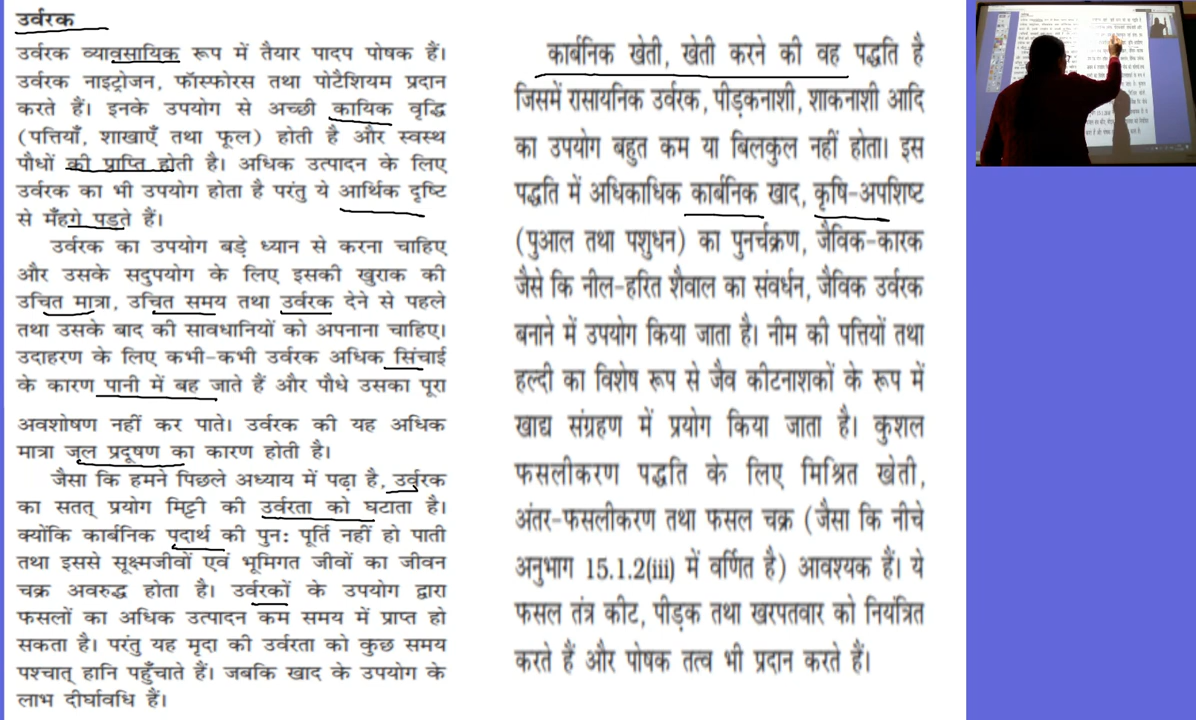 उर्वरक
उर्वरक व्यावसायिक रूप में तैयार पादप पोषक हैं।
उर्वरक नाइट्रोजन, फॉस्फोरस तथा पोटैशियम प्रदान
करते हैं। इनके उपयोग से अच्छी कायिक वृद्धि
(पत्तियाँ, शाखाएँ तथा फूल) होती है और स्वस्थ
पौधों की प्राप्ति होती है। अधिक उत्पादन के लिए
उर्वरक का भी उपयोग होता है परंतु ये आर्थिक दृष्टि
से मँहगे पड़ते हैं।
उर्वरक का उपयोग बड़े ध्यान से करना चाहिए
और उसके सदुपयोग के लिए इसकी खुराक की
उचित मात्रा, उचित समय तथा उर्वरक देने से पहले
तथा उसके बाद की सावधानियों को अपनाना चाहिए।
उदाहरण के लिए कभी-कभी उर्वरक अधिक सिंचाई
के कारण पानी में बह जाते हैं और पौधे उसका पूरा
अवशोषण नहीं कर पाते। उर्वरक की यह अधिक
मात्रा जल प्रदूषण का कारण होती है।
जैसा कि हमने पिछले अध्याय में पढ़ा है, उर्वरक
का सतत् प्रयोग मिट्टी की उर्वरता को घटाता है।
क्योंकि कार्बनिक पदार्थ की पुनः पूर्ति नहीं हो पाती
तथा इससे सूक्ष्मजीवों एवं भूमिगत जीवों का जीवन
चक्र अवरुद्ध होता है। उर्वरकों के उपयोग द्वारा
फसलों का अधिक उत्पादन कम समय में प्राप्त हो
सकता है। परंतु यह मृदा की उर्वरता को कुछ समय
पश्चात् हानि पहुँचाते हैं। जबकि खाद के उपयोग के
लाभ दीर्घावधि हैं।
कार्बनिक खेती, खेती करने की वह पद्धति है
जिसमें रासायनिक उर्वरक, पीड़कनाशी, शाकनाशी आदि
का उपयोग बहुत कम या बिलकुल नहीं होता। इस
पद्धति में अधिकाधिक कार्बनिक खाद, कृषि-अपशिष्ट
(पुआल तथा पशुधन) का पुनर्चक्रण, जैविक-कारक
जैसे कि नील-हरित शैवाल का संवर्धन, जैविक उर्वरक
बनाने में उपयोग किया जाता है। नीम की पत्तियों तथा
हल्दी का विशेष रूप से जैव कीटनाशकों के रूप में
खाद्य संग्रहण में प्रयोग किया जाता है। कुशल
फसलीकरण पद्धति के लिए मिश्रित खेती,
अंतर-फसलीकरण तथा फसल चक्र (जैसा कि नीचे
अनुभाग 15.1.2(iii) में वर्णित है) आवश्यक हैं। ये
फसल तंत्र कीट, पीड़क तथा खरपतवार को नियंत्रित
करते हैं और पोषक तत्व भी प्रदान करते हैं।